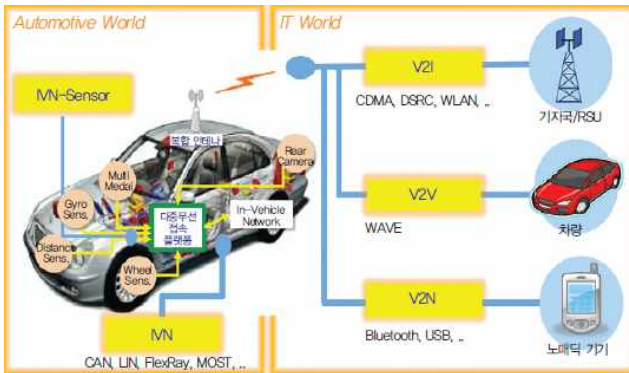 Automotive World
IT World
IVN-Sensor
복합 안테나
Rear
Camera
Multi
Medal
Gyro
Sens.
다중무선
접속
플랫폼
In-Vehicle
Network
Distance
Sens.
Wheel
Sens.
IVN
CAN, LIN, FlexRay, MOST, ..
V2I
CDMA, DSRC, WLAN, ..
기지국/RSU
V2V
WAVE
차량
V2N
Bluetooth, USB, ..
노매딕 기기